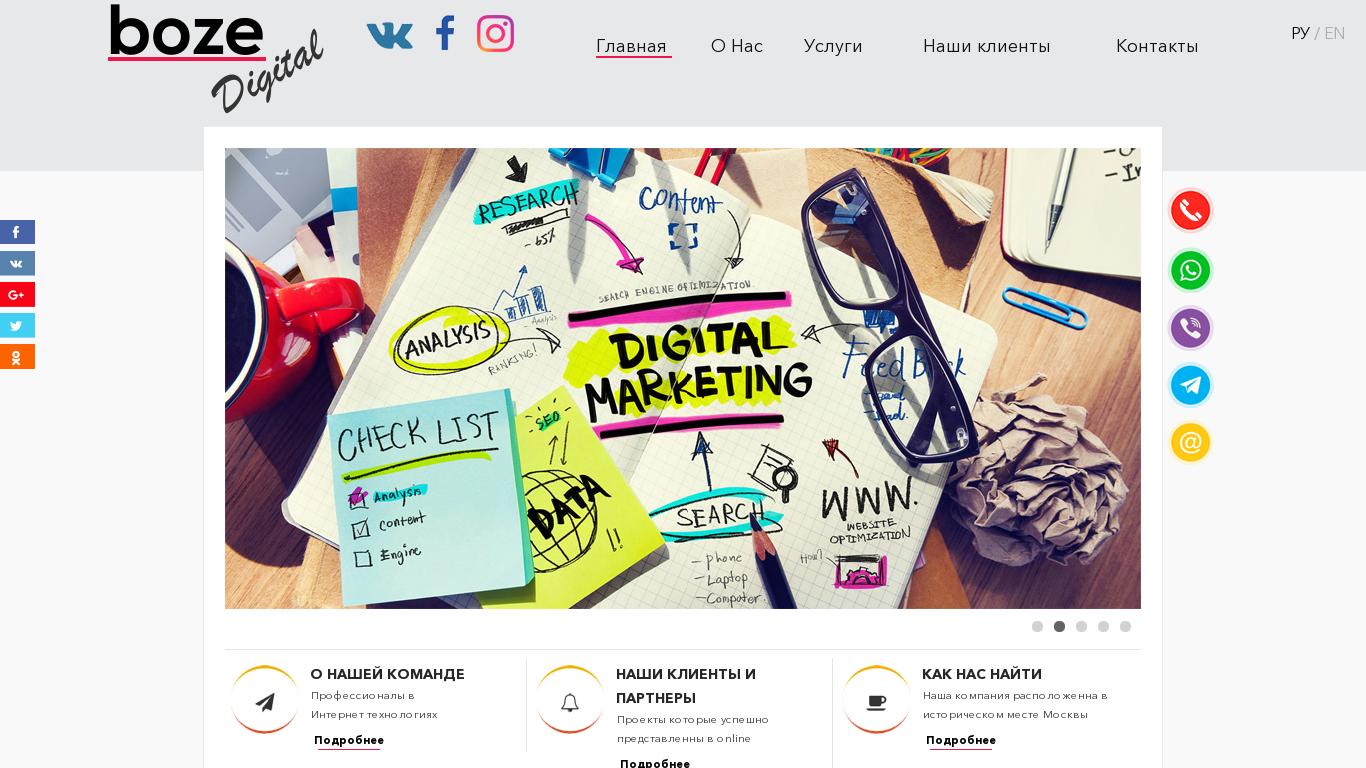 boze
Digital
Главная
О Нас
Услуги
Наши клиенты
Контакты
РУ / EN
RESEARCH
- 65%
Content
SEARCH ENGINE OPTIMIZATION
ANALYSIS
- Analysis
RANKING!
DIGITAL
MARKETING
Feed Back
CHECK LIST
Analysis
Content
Engine
SEO
DATA
!!
SEARCH
- phone
- Laptop
- Computer
WWW.
WEBSITE
OPTIMIZATION
How?
О НАШЕЙ КОМАНДЕ
Профессионалы в
Интернет технологиях
Подробнее
НАШИ КЛИЕНТЫ И
ПАРТНЕРЫ
Проекты которые успешно
представленны в online
Подробнее
КАК НАС НАЙТИ
Наша компания расположенна в
историческом месте Москвы
Подробнее